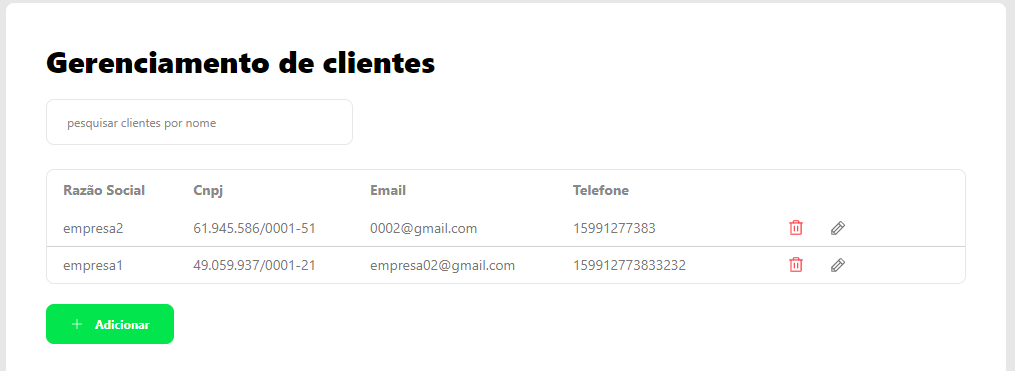 Gerenciamento de clientes
pesquisar clientes por nome
Razão Social Cnpj Email Telefone
empresa2 61.945.586/0001-51 0002@gmail.com 15991277383
empresa1 49.059.937/0001-21 empresa02@gmail.com 159912773833232
+ Adicionar